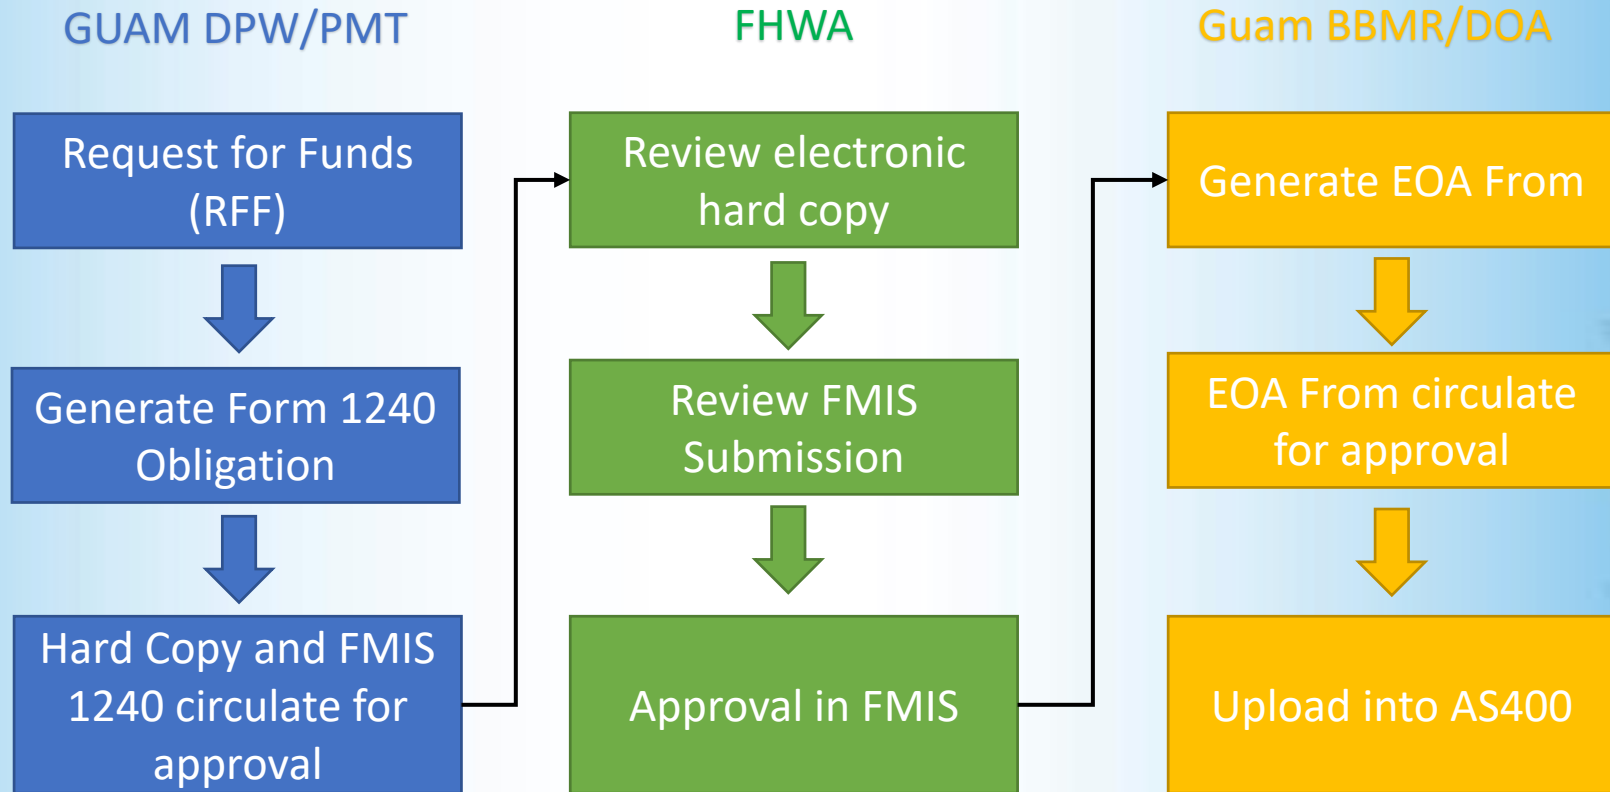 GUAM DPW/PMT
Request for Funds
(RFF)
Generate Form 1240
Obligation
Hard Copy and FMIS
1240 circulate for
approval
FHWA
Review electronic
hard copy
Review FMIS
Submission
Approval in FMIS
Guam BBMR/DOA
Generate EOA From
EOA From circulate
for approval
Upload into AS400